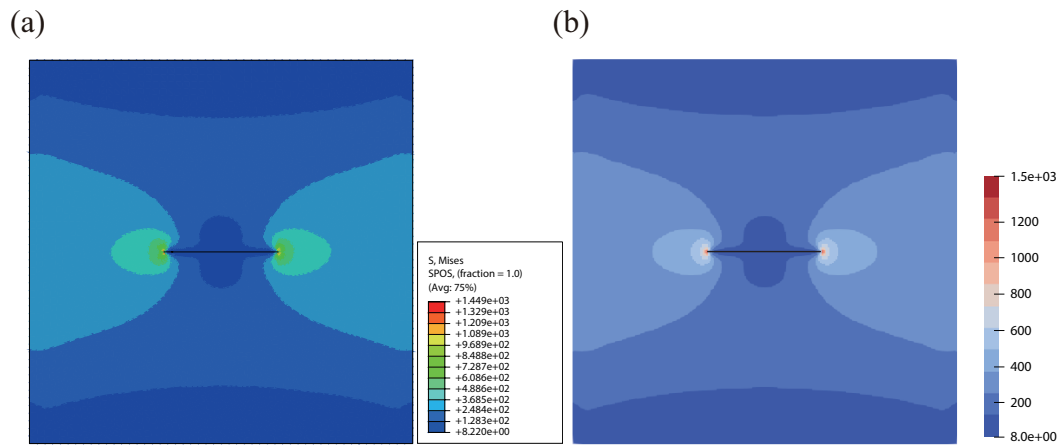 (a)
(b)
S, Mises
SPOS, (fraction = 1.0)
(Avg: 75%)
+1.449e+03
+1.329e+03
+1.209e+03
+1.089e+03
+9.689e+02
+8.488e+02
+7.287e+02
+6.086e+02
+4.886e+02
+3.685e+02
+2.484e+02
+1.283e+02
+8.220e+00
1.5e+03
1200
1000
800
600
400
200
8.0e+00